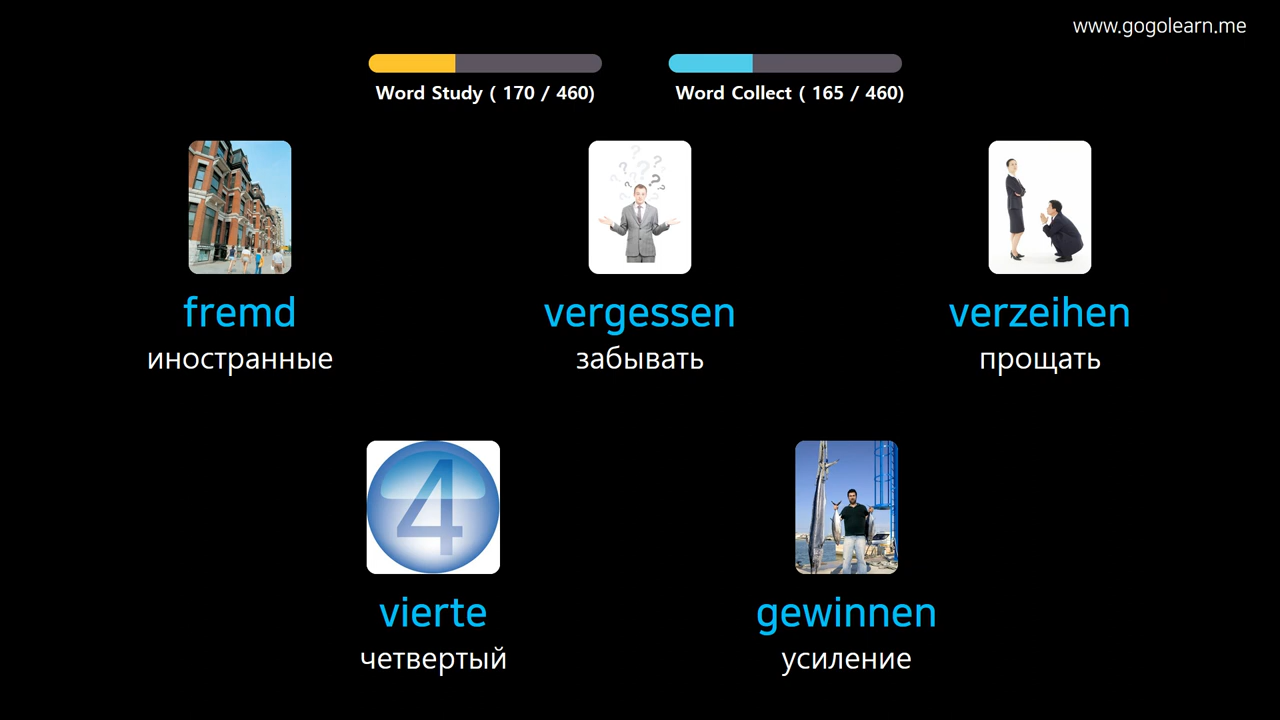 www.gogolearn.me
Word Study ( 170 / 460)
Word Collect ( 165 / 460)
fremd
иностранные
vergessen
забывать
verzeihen
прощать
4
vierte
четвертый
gewinnen
усиление